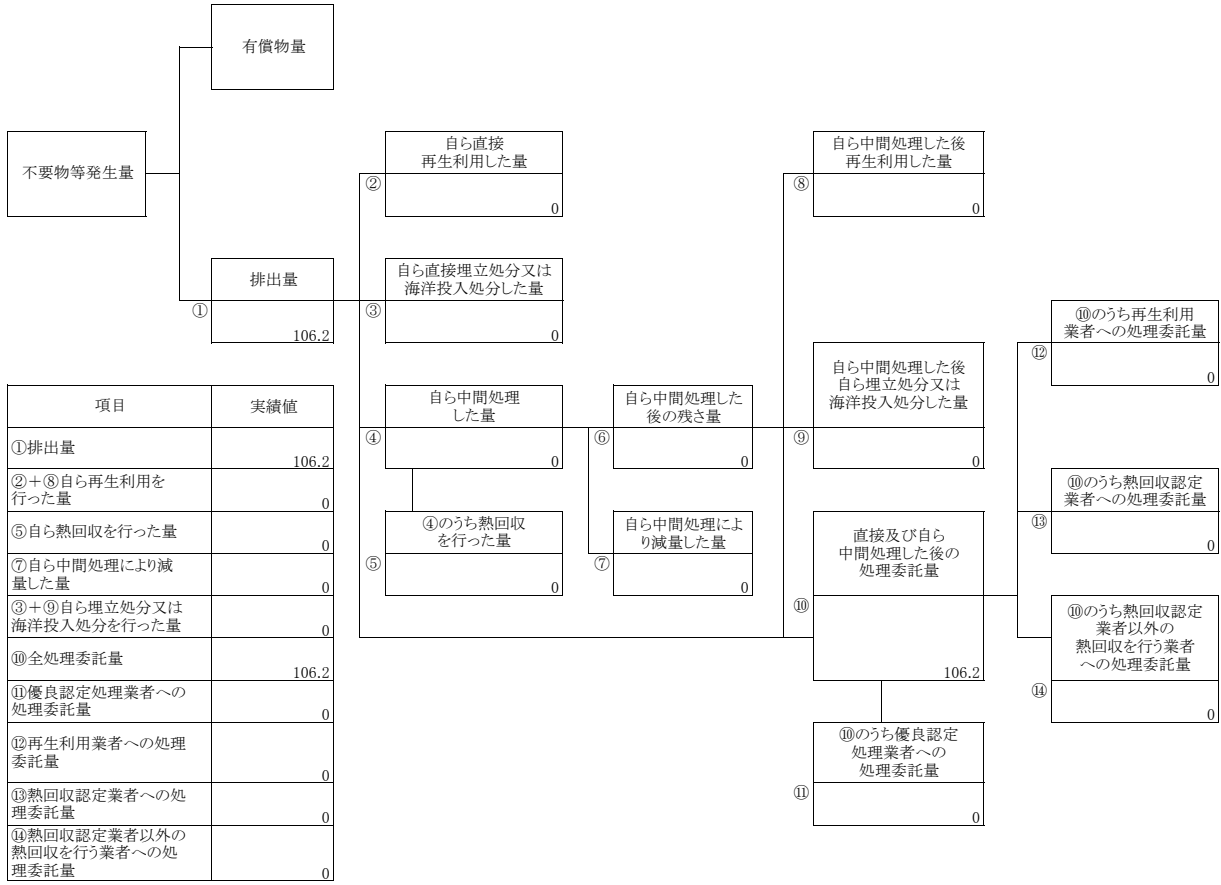 有償物量
不要物等発生量
自ら直接
再生利用した量
②
0
自ら中間処理した後
再生利用した量
⑧
0
排出量
①
106.2
自ら直接埋立処分又は
海洋投入処分した量
③
0
自ら中間処理
した量
④
0
自ら中間処理した
後の残さ量
⑥
0
自ら中間処理した後
自ら埋立処分又は
海洋投入処分した量
⑨
0
④のうち熱回収
を行った量
⑤
0
自ら中間処理によ
り減量した量
⑦
0
直接及び自ら
中間処理した後の
処理委託量
⑩
106.2
⑩のうち優良認定
処理業者への
処理委託量
⑪
0
⑩のうち再生利用
業者への処理委託量
⑫
0
⑩のうち熱回収認定
業者への処理委託量
⑬
0
⑩のうち熱回収認定
業者以外の
熱回収を行う業者
への処理委託量
⑭
0
項目 実績値
①排出量
106.2
②＋⑧自ら再生利用を
行った量
0
⑤自ら熱回収を行った量
0
⑦自ら中間処理により減
量した量
0
③＋⑨自ら埋立処分又は
海洋投入処分を行った量
0
⑩全処理委託量
106.2
⑪優良認定処理業者への
処理委託量
0
⑫再生利用業者への処理
委託量
0
⑬熱回収認定業者への処
理委託量
0
⑭熱回収認定業者以外の
熱回収を行う業者への処
理委託量
0